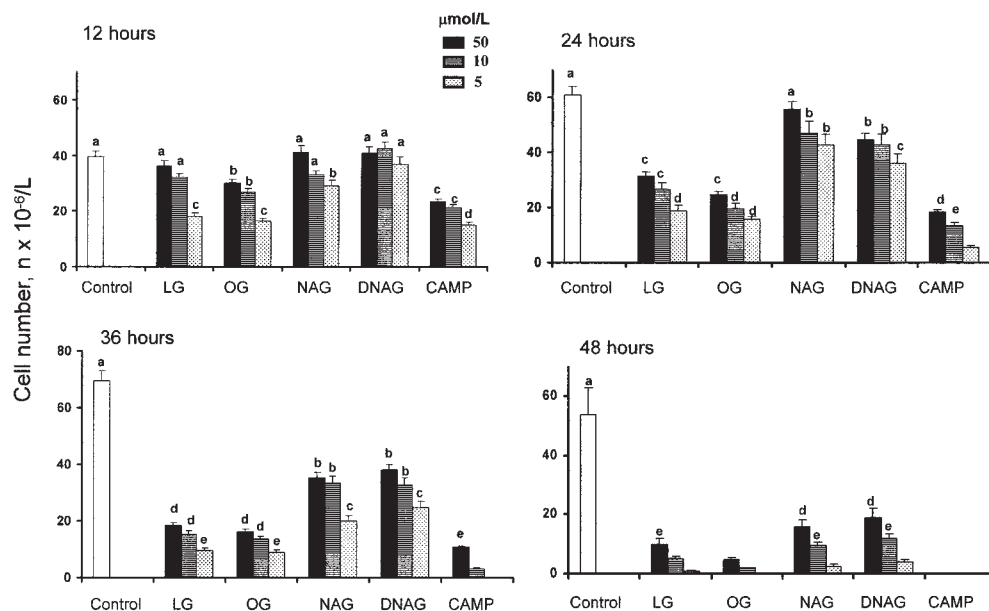 12 hours
μmol/L
50
10
5
24 hours
Cell number, n x 10⁻⁶/L
60
40
20
0
a
a a c
b b c
a a b
a a a
c c d
Control LG OG NAG DNAG CAMP
60
40
20
0
a
c c d
c d d
a b b
b b c
d e
Control LG OG NAG DNAG CAMP
36 hours
80
60
40
20
0
a
d d e
d d e
b b c
b b c
e
Control LG OG NAG DNAG CAMP
48 hours
60
40
20
0
a
e
d e
d e
Control LG OG NAG DNAG CAMP